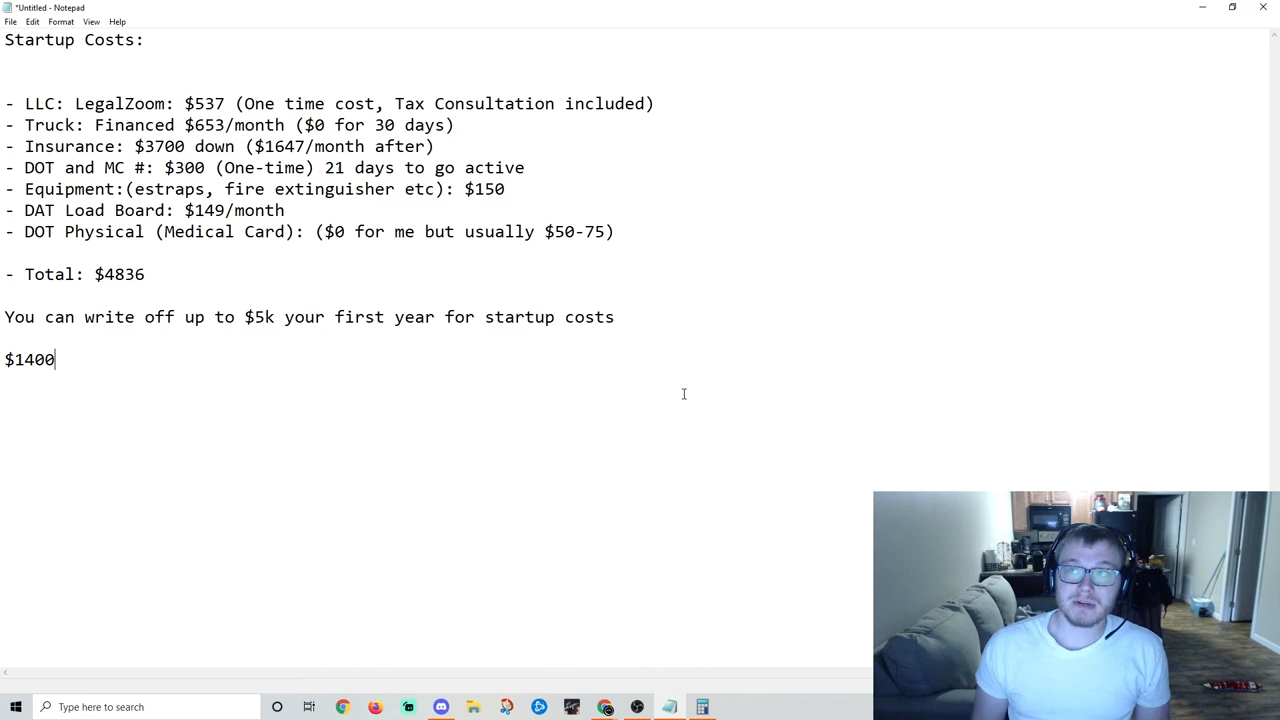 *Untitled - Notepad
File Edit Format View Help
Startup Costs:
- LLC: LegalZoom: $537 (One time cost, Tax Consultation included)
- Truck: Financed $653/month ($0 for 30 days)
- Insurance: $3700 down ($1647/month after)
- DOT and MC #: $300 (One-time) 21 days to go active
- Equipment:(estraps, fire extinguisher etc): $150
- DAT Load Board: $149/month
- DOT Physical (Medical Card): ($0 for me but usually $50-75)
- Total: $4836
You can write off up to $5k your first year for startup costs
$1400
Type here to search